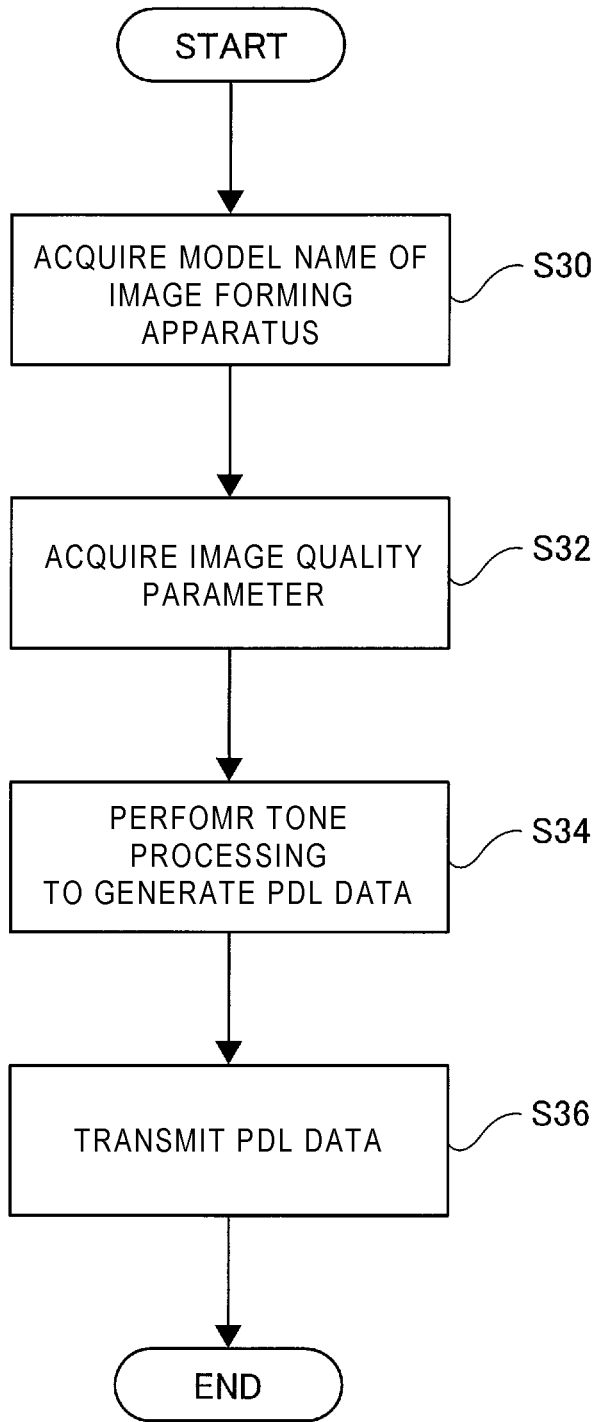 START
ACQUIRE MODEL NAME OF
IMAGE FORMING
APPARATUS
S30
ACQUIRE IMAGE QUALITY
PARAMETER
S32
PERFOMR TONE
PROCESSING
TO GENERATE PDL DATA
S34
TRANSMIT PDL DATA
S36
END